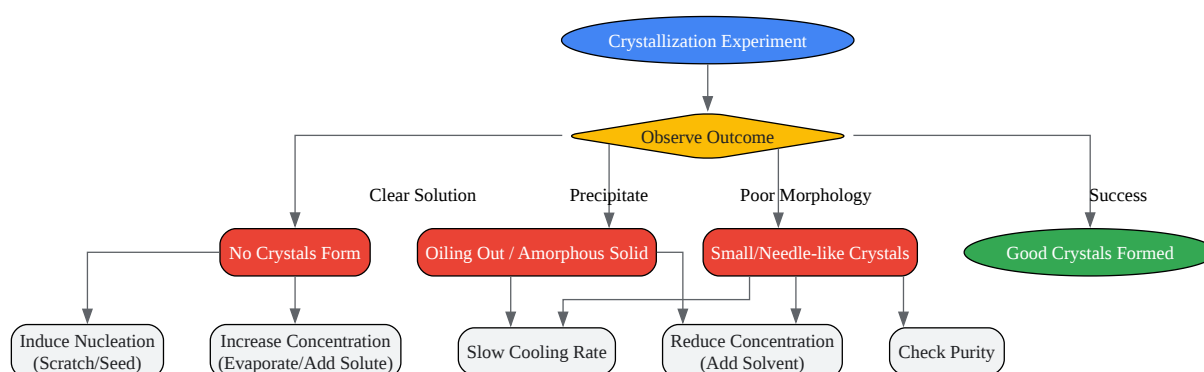 Crystallization Experiment
Observe Outcome
Clear Solution
Precipitate
Poor Morphology
Success
No Crystals Form
Oiling Out / Amorphous Solid
Small/Needle-like Crystals
Good Crystals Formed
Induce Nucleation
(Scratch/Seed)
Increase Concentration
(Evaporate/Add Solute)
Slow Cooling Rate
Reduce Concentration
(Add Solvent)
Check Purity